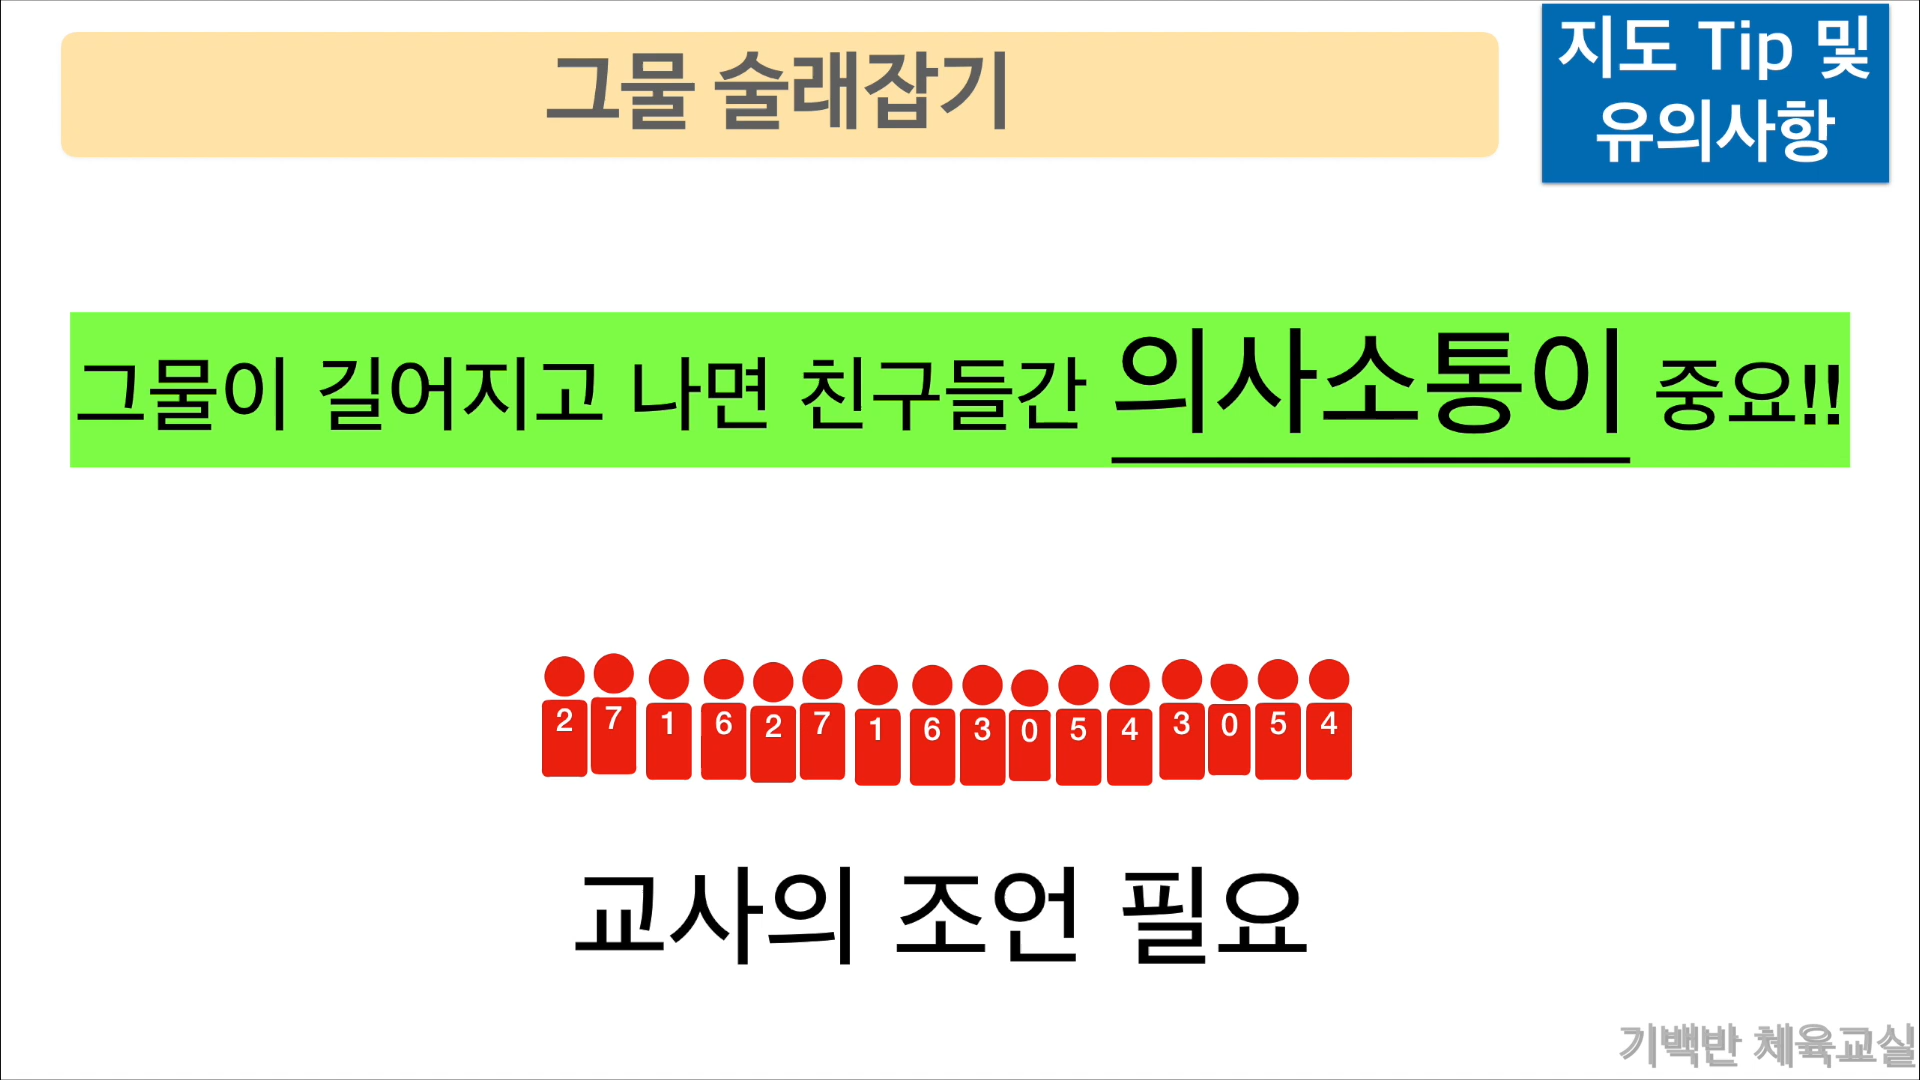 그물 술래잡기
지도 Tip 및
유의사항
그물이 길어지고 나면 친구들간 의사소통이 중요!!
2 7 1 6 2 7 1 6 3 0 5 4 3 0 5 4
교사의 조언 필요
기백반 체육교실